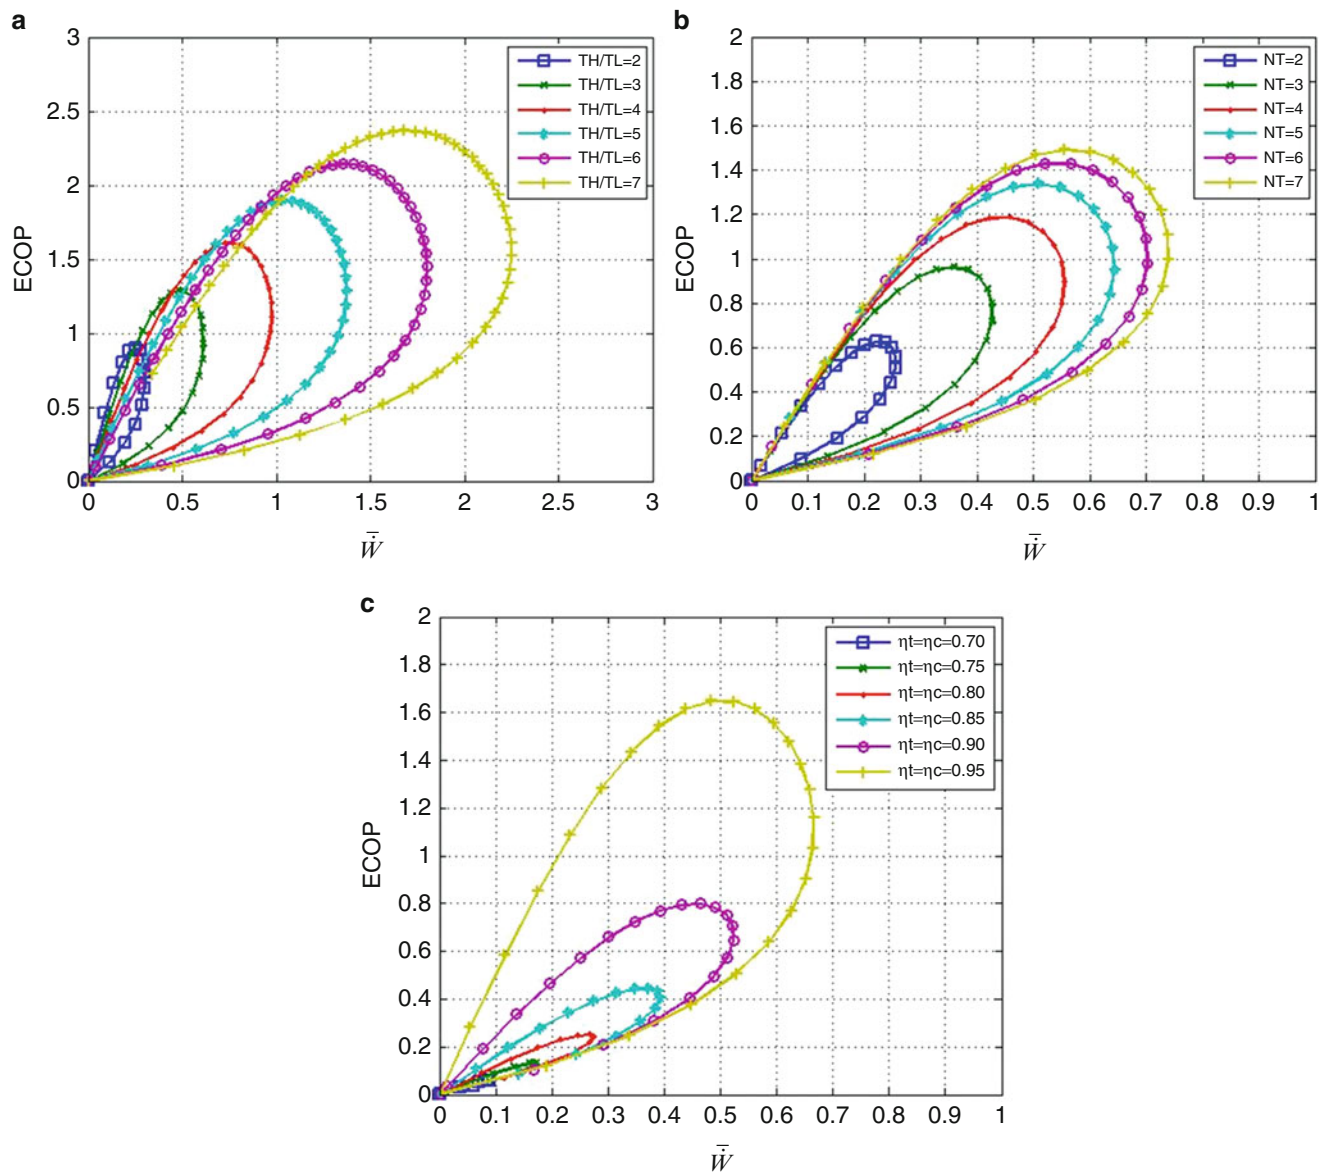 a
ECOP
3
2.5
2
1.5
1
0.5
0
0 0.5 1 1.5 2 2.5 3
TH/TL=2
TH/TL=3
TH/TL=4
TH/TL=5
TH/TL=6
TH/TL=7
W
b
ECOP
2
1.8
1.6
1.4
1.2
1
0.8
0.6
0.4
0.2
0
0 0.1 0.2 0.3 0.4 0.5 0.6 0.7 0.8 0.9 1
NT=2
NT=3
NT=4
NT=5
NT=6
NT=7
W
c
ECOP
2
1.8
1.6
1.4
1.2
1
0.8
0.6
0.4
0.2
0
0 0.1 0.2 0.3 0.4 0.5 0.6 0.7 0.8 0.9 1
ηt=ηc=0.70
ηt=ηc=0.75
ηt=ηc=0.80
ηt=ηc=0.85
ηt=ηc=0.90
ηt=ηc=0.95
W